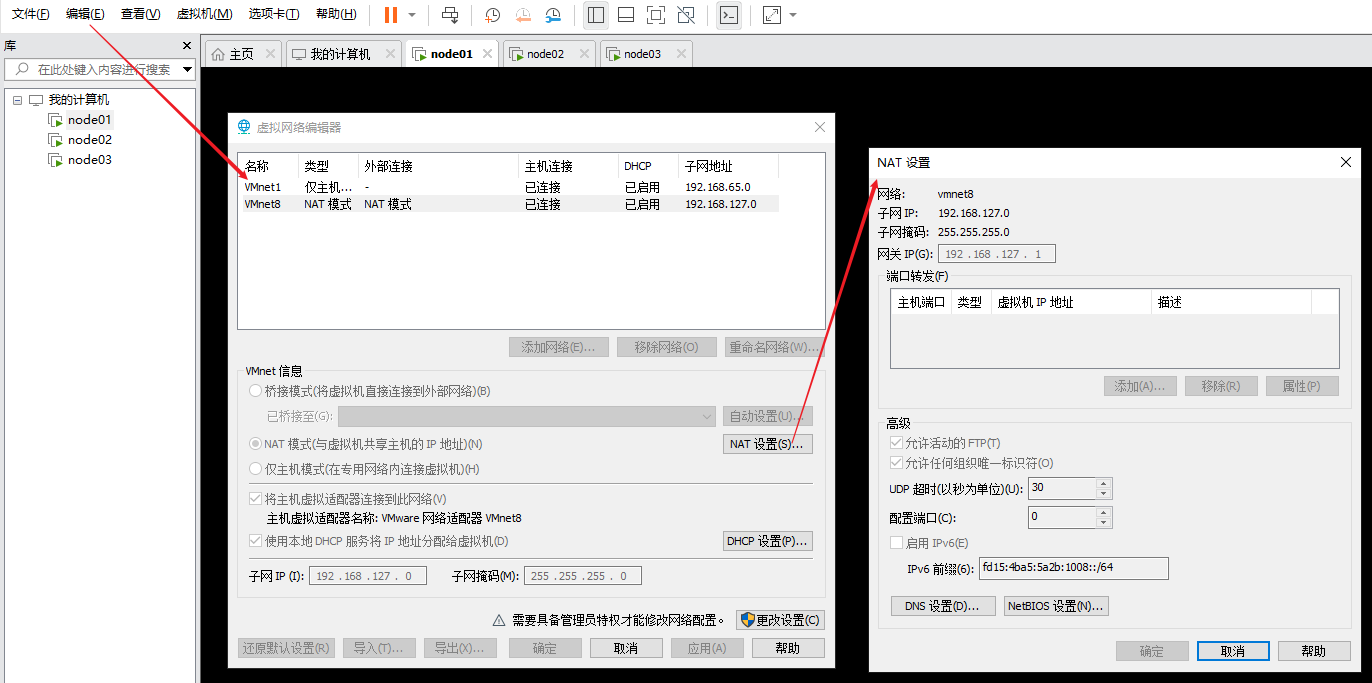 文件(F) 编辑(E) 查看(V) 虚拟机(M) 选项卡(T) 帮助(H)
库
在此处键入内容进行搜索
我的计算机
node01
node02
node03
主页 我的计算机 node01 node02 node03
虚拟网络编辑器
名称 类型 外部连接 主机连接 DHCP 子网地址
VMnet1 仅主机... - 已连接 已启用 192.168.65.0
VMnet8 NAT 模式 NAT 模式 已连接 已启用 192.168.127.0
添加网络(E)... 移除网络(O) 重命名网络(W)...
VMnet 信息
桥接模式(将虚拟机直接连接到外部网络)(B)
已桥接至(G): 自动设置(U)...
NAT 模式(与虚拟机共享主机的 IP 地址)(N) NAT 设置(S)...
仅主机模式(在专用网络内连接虚拟机)(H)
将主机虚拟适配器连接到此网络(V)
主机虚拟适配器名称: VMware 网络适配器 VMnet8
使用本地 DHCP 服务将 IP 地址分配给虚拟机(D) DHCP 设置(P)...
子网 IP (I): 192 . 168 . 127 . 0 子网掩码(M): 255 . 255 . 255 . 0
需要具备管理员特权才能修改网络配置。 更改设置(C)
还原默认设置(R) 导入(T)... 导出(X)... 确定 取消 应用(A) 帮助
NAT 设置
网络: vmnet8
子网 IP: 192.168.127.0
子网掩码: 255.255.255.0
网关 IP(G): 192 . 168 . 127 . 1
端口转发(F)
主机端口 类型 虚拟机 IP 地址 描述
添加(A)... 移除(R) 属性(P)
高级
允许活动的 FTP(T)
允许任何组织唯一标识符(O)
UDP 超时(以秒为单位)(U): 30
配置端口(C): 0
启用 IPv6(E)
IPv6 前缀(6): fd15:4ba5:5a2b:1008::/64
DNS 设置(D)... NetBIOS 设置(N)...
确定 取消 帮助